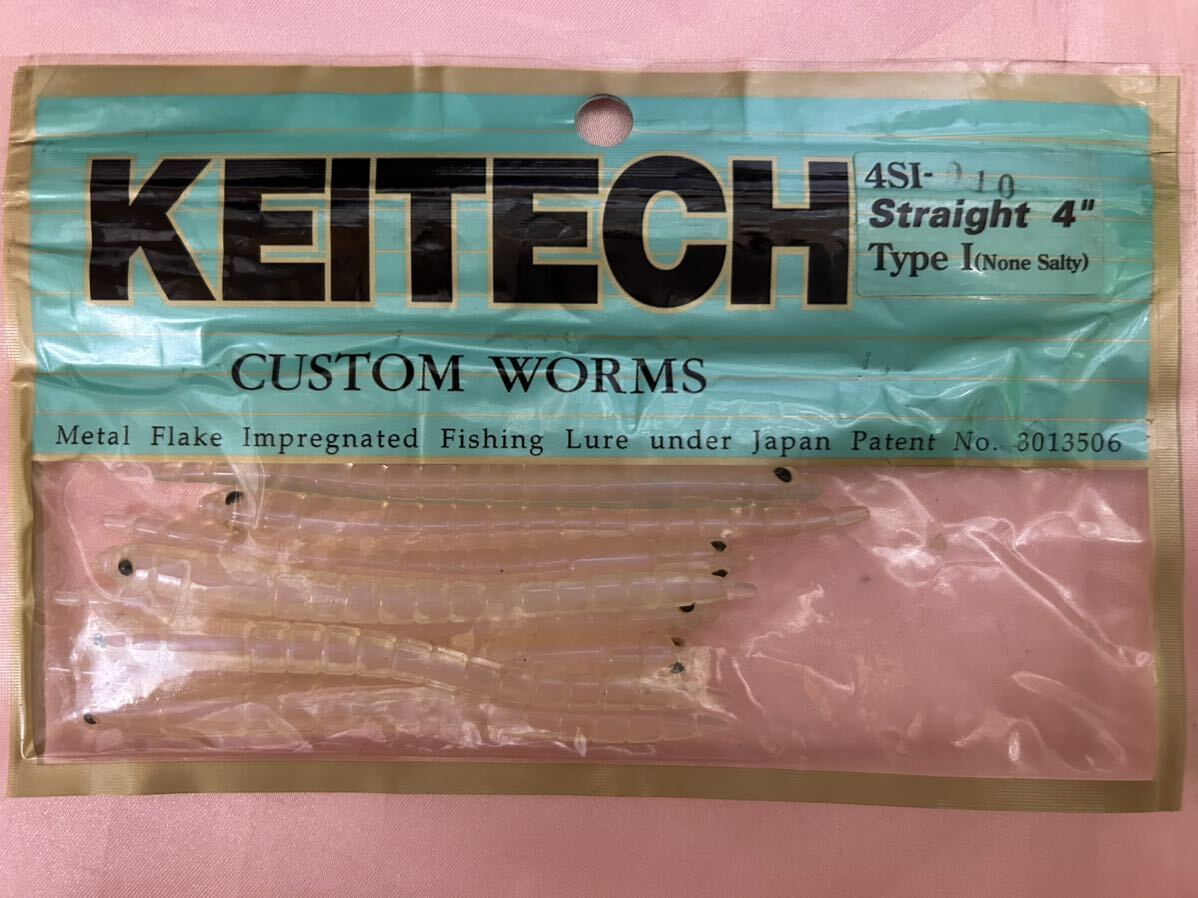 KEITECH
4SI-010
Straight 4"
Type I(None Salty)
CUSTOM WORMS
Metal Flake Impregnated Fishing Lure under Japan Patent No. 3013506